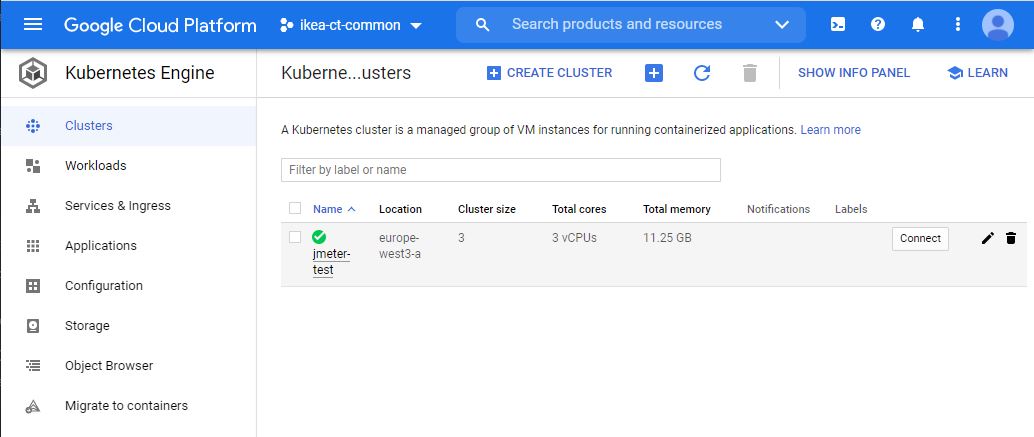 Google Cloud Platform
ikea-ct-common
Search products and resources
Kubernetes Engine
Kuberne...usters
CREATE CLUSTER
SHOW INFO PANEL
LEARN
Clusters
Workloads
Services & Ingress
Applications
Configuration
Storage
Object Browser
Migrate to containers
A Kubernetes cluster is a managed group of VM instances for running containerized applications. Learn more
Filter by label or name
Name Location Cluster size Total cores Total memory Notifications Labels
jmeter-
test
europe-
west3-a
3
3 vCPUs
11.25 GB
Connect